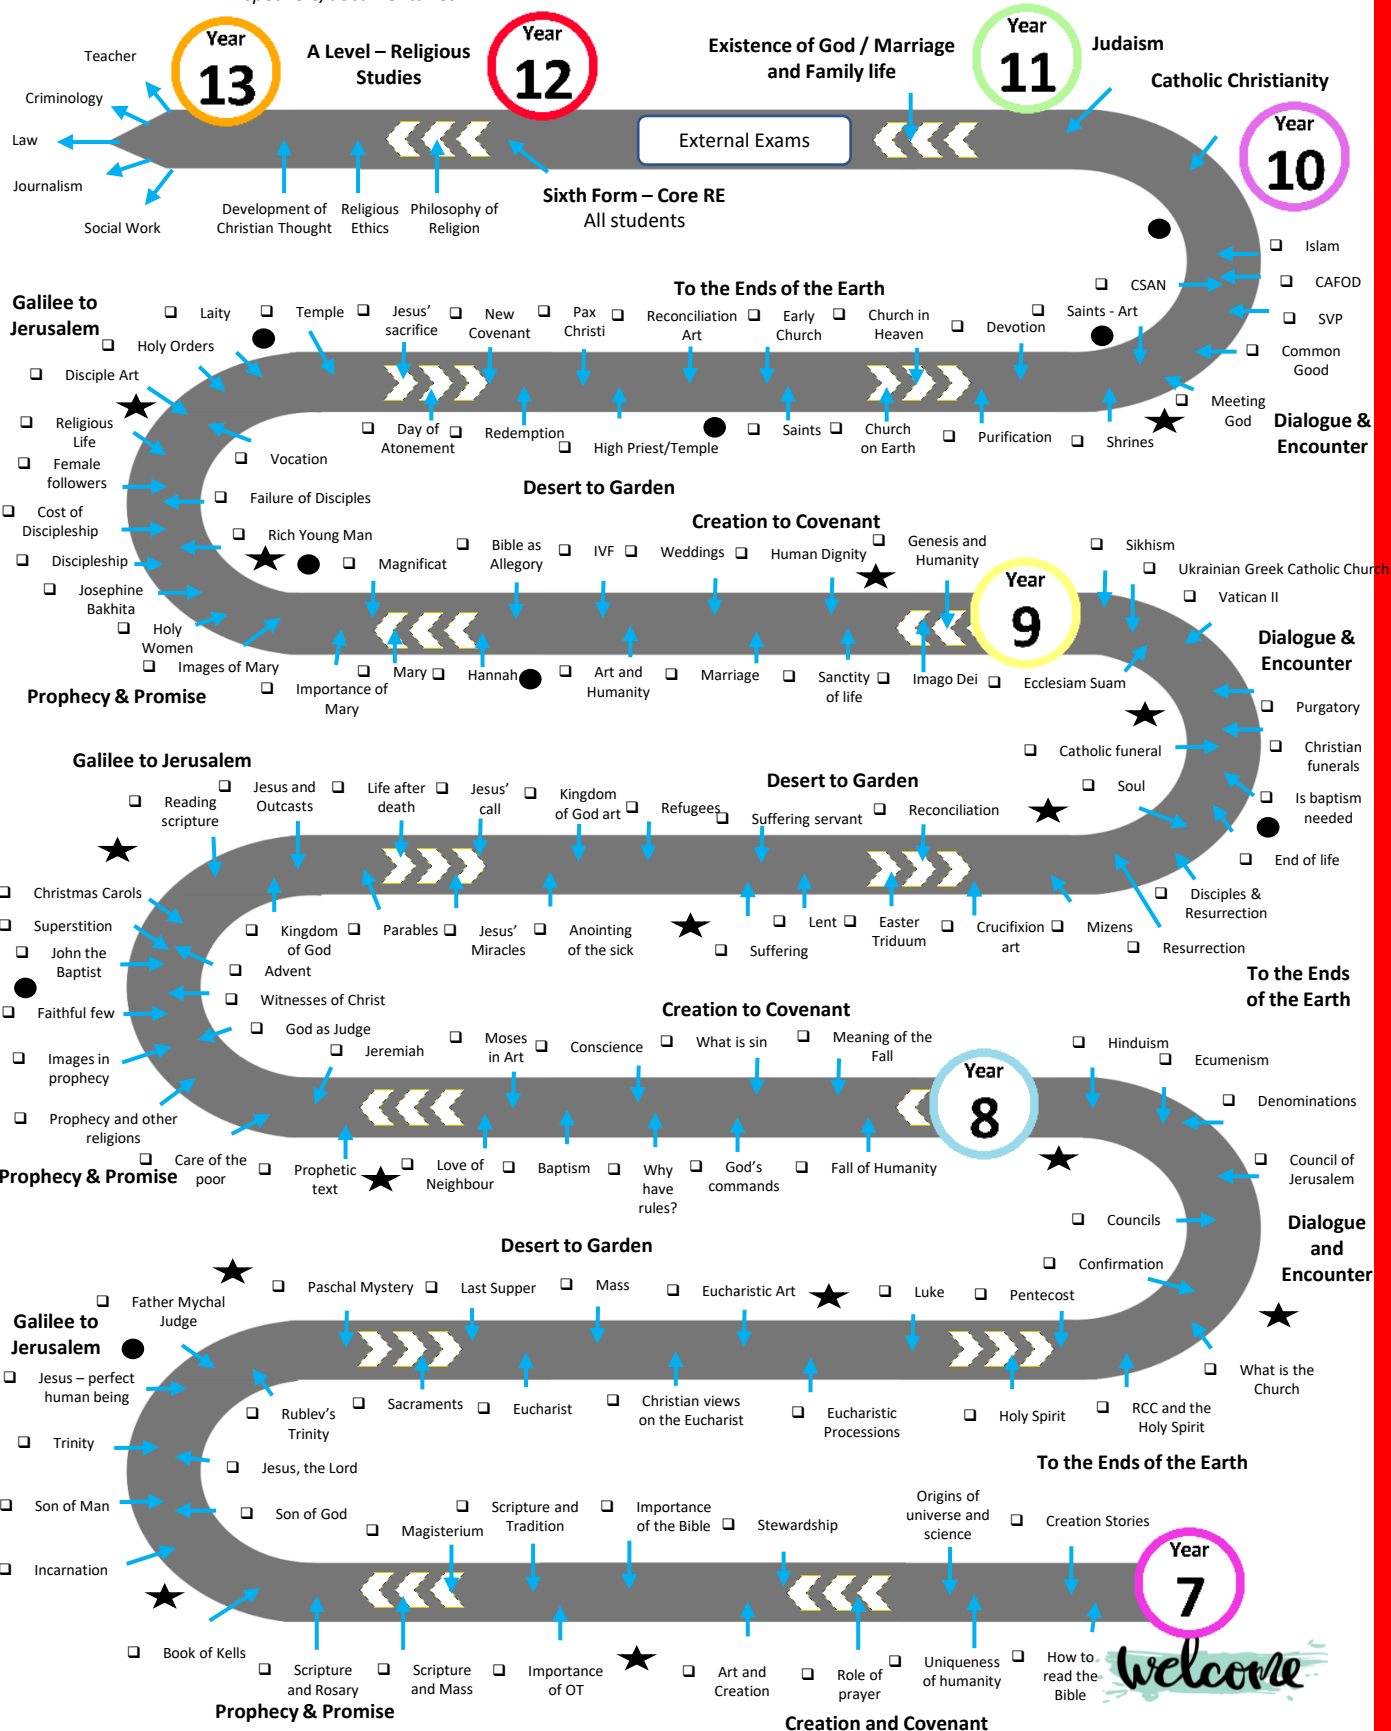 Year
13
A Level – Religious
Studies
Year
12
Existence of God / Marriage
and Family life
Year
11
Judaism
Catholic Christianity
Year
10
Teacher
Criminology
Law
Journalism
Social Work
External Exams
Development of
Christian Thought
Religious
Ethics
Philosophy of
Religion
Sixth Form – Core RE
All students
Islam
CSAN
CAFOD
SVP
Common
Good
Meeting
God
Dialogue &
Encounter
To the Ends of the Earth
Galilee to
Jerusalem
Laity
Temple
Jesus'
sacrifice
New
Covenant
Pax
Christi
Reconciliation
Art
Early
Church
Church in
Heaven
Devotion
Saints - Art
Holy Orders
Disciple Art
Religious
Life
Female
followers
Cost of
Discipleship
Discipleship
Josephine
Bakhita
Holy
Women
Images of Mary
Prophecy & Promise
Day of
Atonement
Redemption
High Priest/Temple
Saints
Church
on Earth
Purification
Shrines
Vocation
Failure of Disciples
Rich Young Man
Desert to Garden
Creation to Covenant
Magnificat
Bible as
Allegory
IVF
Weddings
Human Dignity
Genesis and
Humanity
Year
9
Sikhism
Ukrainian Greek Catholic Church
Vatican II
Dialogue &
Encounter
Importance of
Mary
Mary
Hannah
Art and
Humanity
Marriage
Sanctity
of life
Imago Dei
Ecclesiam Suam
Purgatory
Catholic funeral
Christian
funerals
Soul
Is baptism
needed
End of life
Disciples &
Resurrection
Resurrection
To the Ends
of the Earth
Galilee to Jerusalem
Desert to Garden
Reading
scripture
Jesus and
Outcasts
Life after
death
Jesus'
call
Kingdom
of God art
Refugees
Suffering servant
Reconciliation
Christmas Carols
Superstition
John the
Baptist
Faithful few
Images in
prophecy
Prophecy and other
religions
Prophecy & Promise
Kingdom
of God
Parables
Jesus'
Miracles
Anointing
of the sick
Suffering
Lent
Easter
Triduum
Crucifixion
art
Mizens
Advent
Witnesses of Christ
God as Judge
Creation to Covenant
Jeremiah
Moses
in Art
Conscience
What is sin
Meaning of the
Fall
Year
8
Hinduism
Ecumenism
Denominations
Council of
Jerusalem
Care of the
poor
Prophetic
text
Love of
Neighbour
Baptism
Why
have
rules?
God's
commands
Fall of Humanity
Councils
Confirmation
Dialogue
and
Encounter
Desert to Garden
Paschal Mystery
Last Supper
Mass
Eucharistic Art
Luke
Pentecost
What is the
Church
Father Mychal
Judge
Galilee to
Jerusalem
Jesus – perfect
human being
Trinity
Son of Man
Incarnation
Sacraments
Eucharist
Christian views
on the Eucharist
Eucharistic
Processions
Holy Spirit
RCC and the
Holy Spirit
To the Ends of the Earth
Rublev's
Trinity
Jesus, the Lord
Son of God
Magisterium
Scripture and
Tradition
Importance
of the Bible
Stewardship
Origins of
universe and
science
Creation Stories
Year
7
welcome
Book of Kells
Scripture
and Rosary
Scripture
and Mass
Importance
of OT
Art and
Creation
Role of
prayer
Uniqueness
of humanity
How to
read the
Bible
Prophecy & Promise
Creation and Covenant